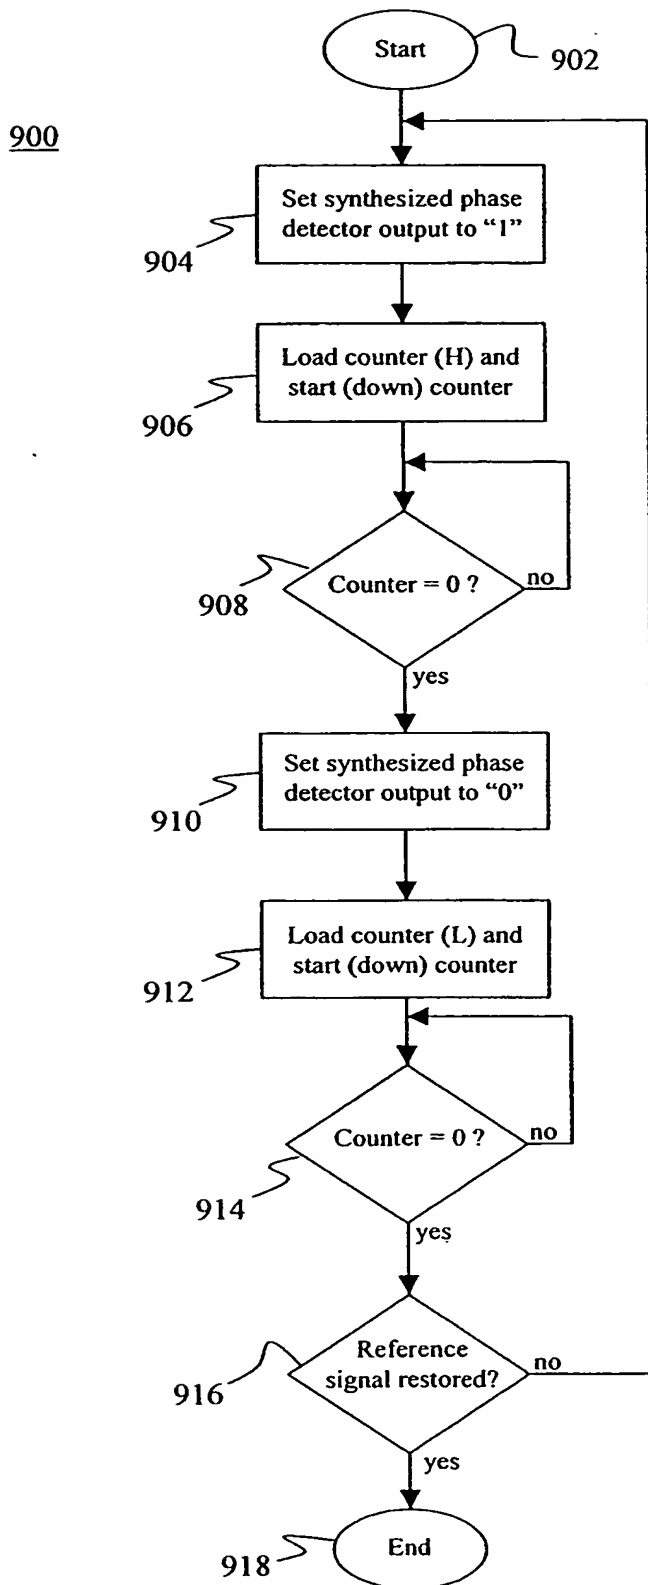 Start
902
900
Set synthesized phase
detector output to “1”
904
Load counter (H) and
start (down) counter
906
Counter = 0 ?
no
908
yes
Set synthesized phase
detector output to “0”
910
Load counter (L) and
start (down) counter
912
Counter = 0 ?
no
914
yes
Reference
signal restored?
no
916
yes
End
918